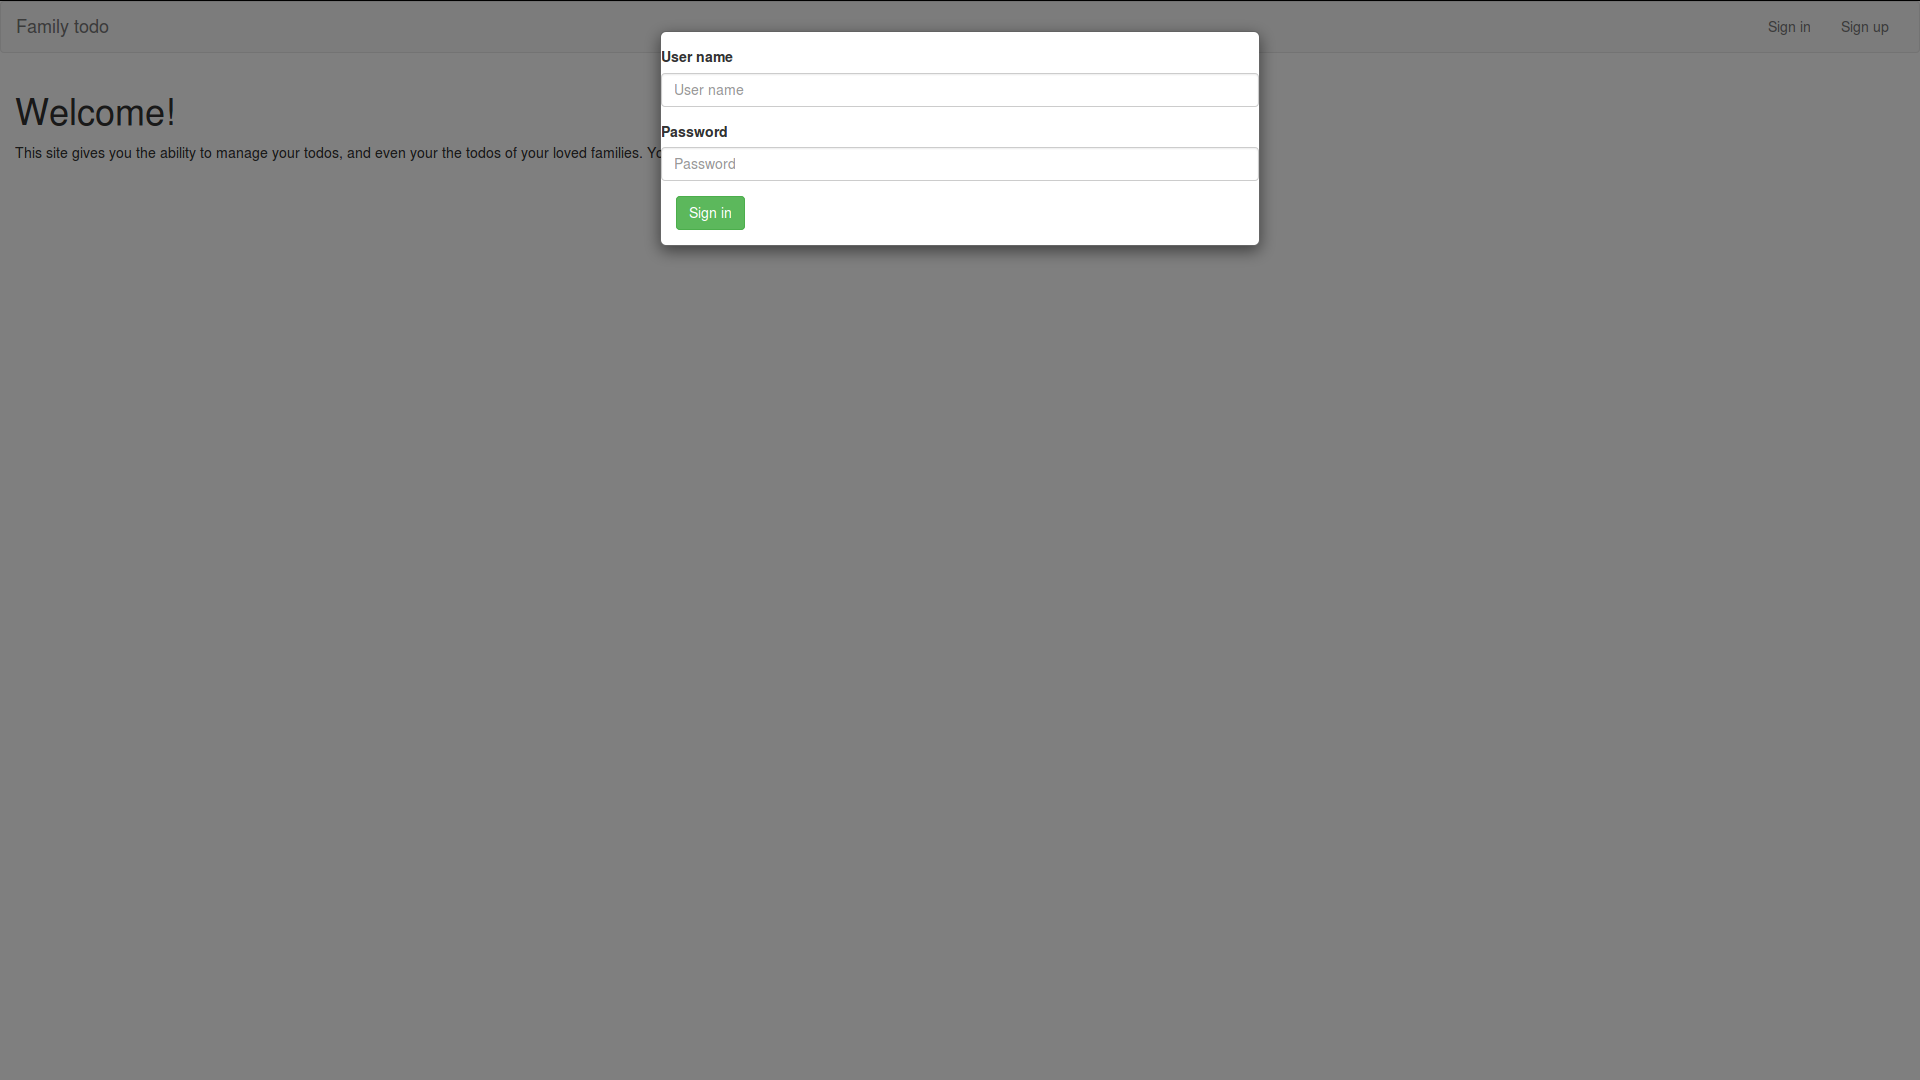 Family todo
Sign in
Sign up
User name
User name
Welcome!
Password
This site gives you the ability to manage your todos, and even your the todos of your loved families.
Password
Sign in